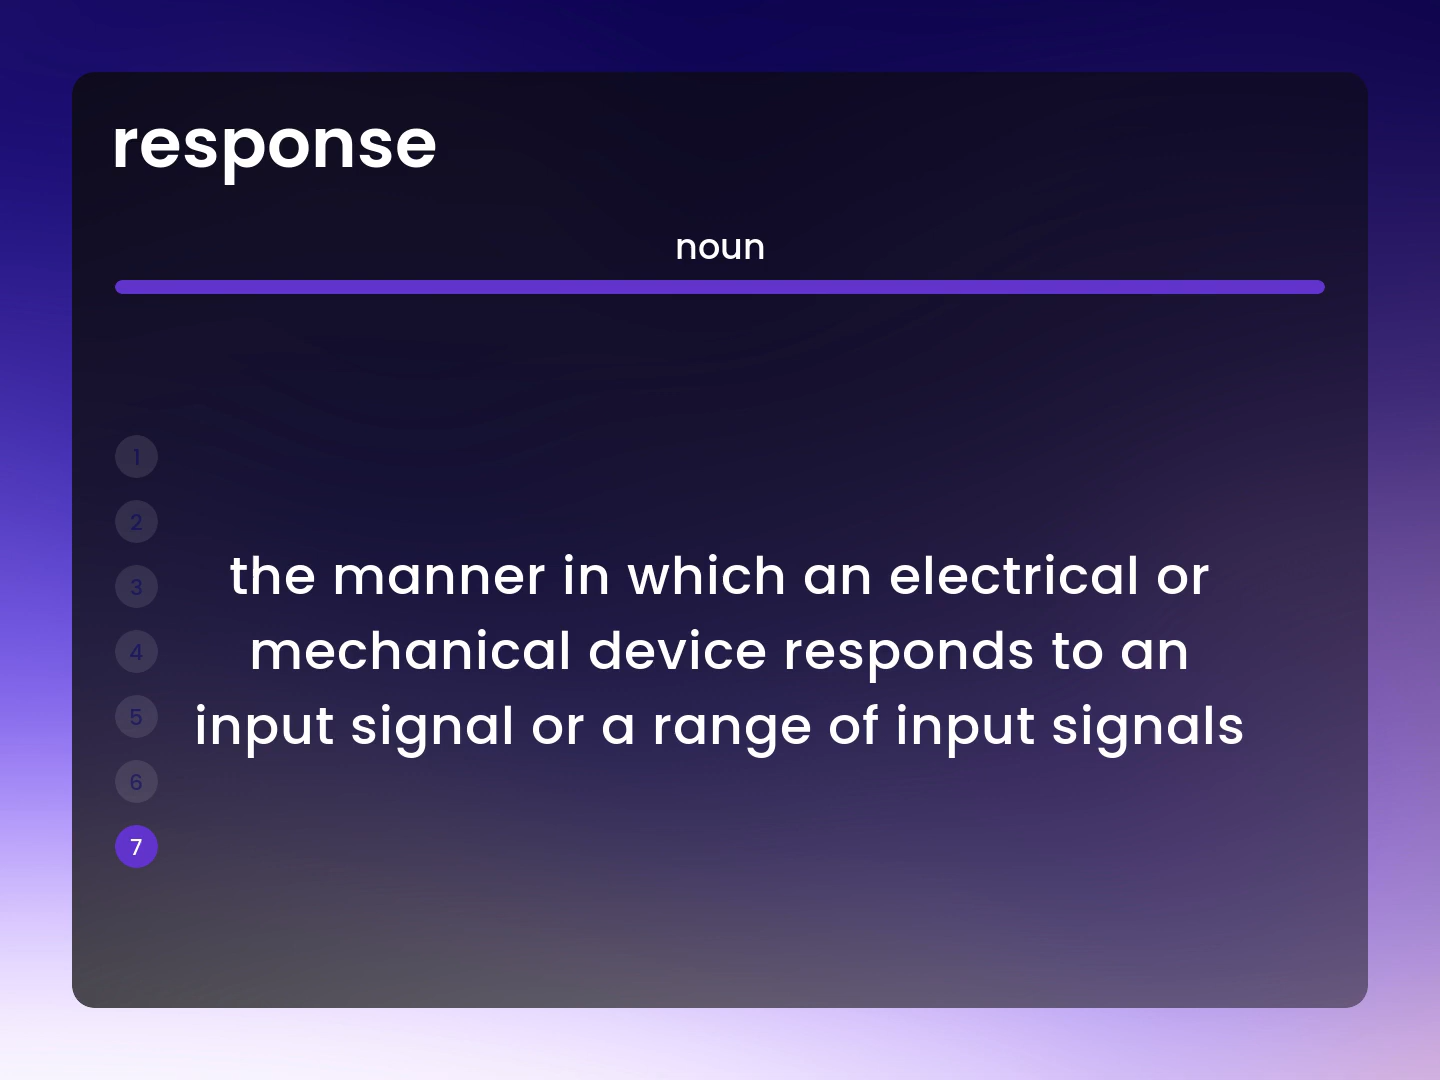 response
noun
1
2
the manner in which an electrical or
3
mechanical device responds to an
4
input signal or a range of input signals
5
6
7